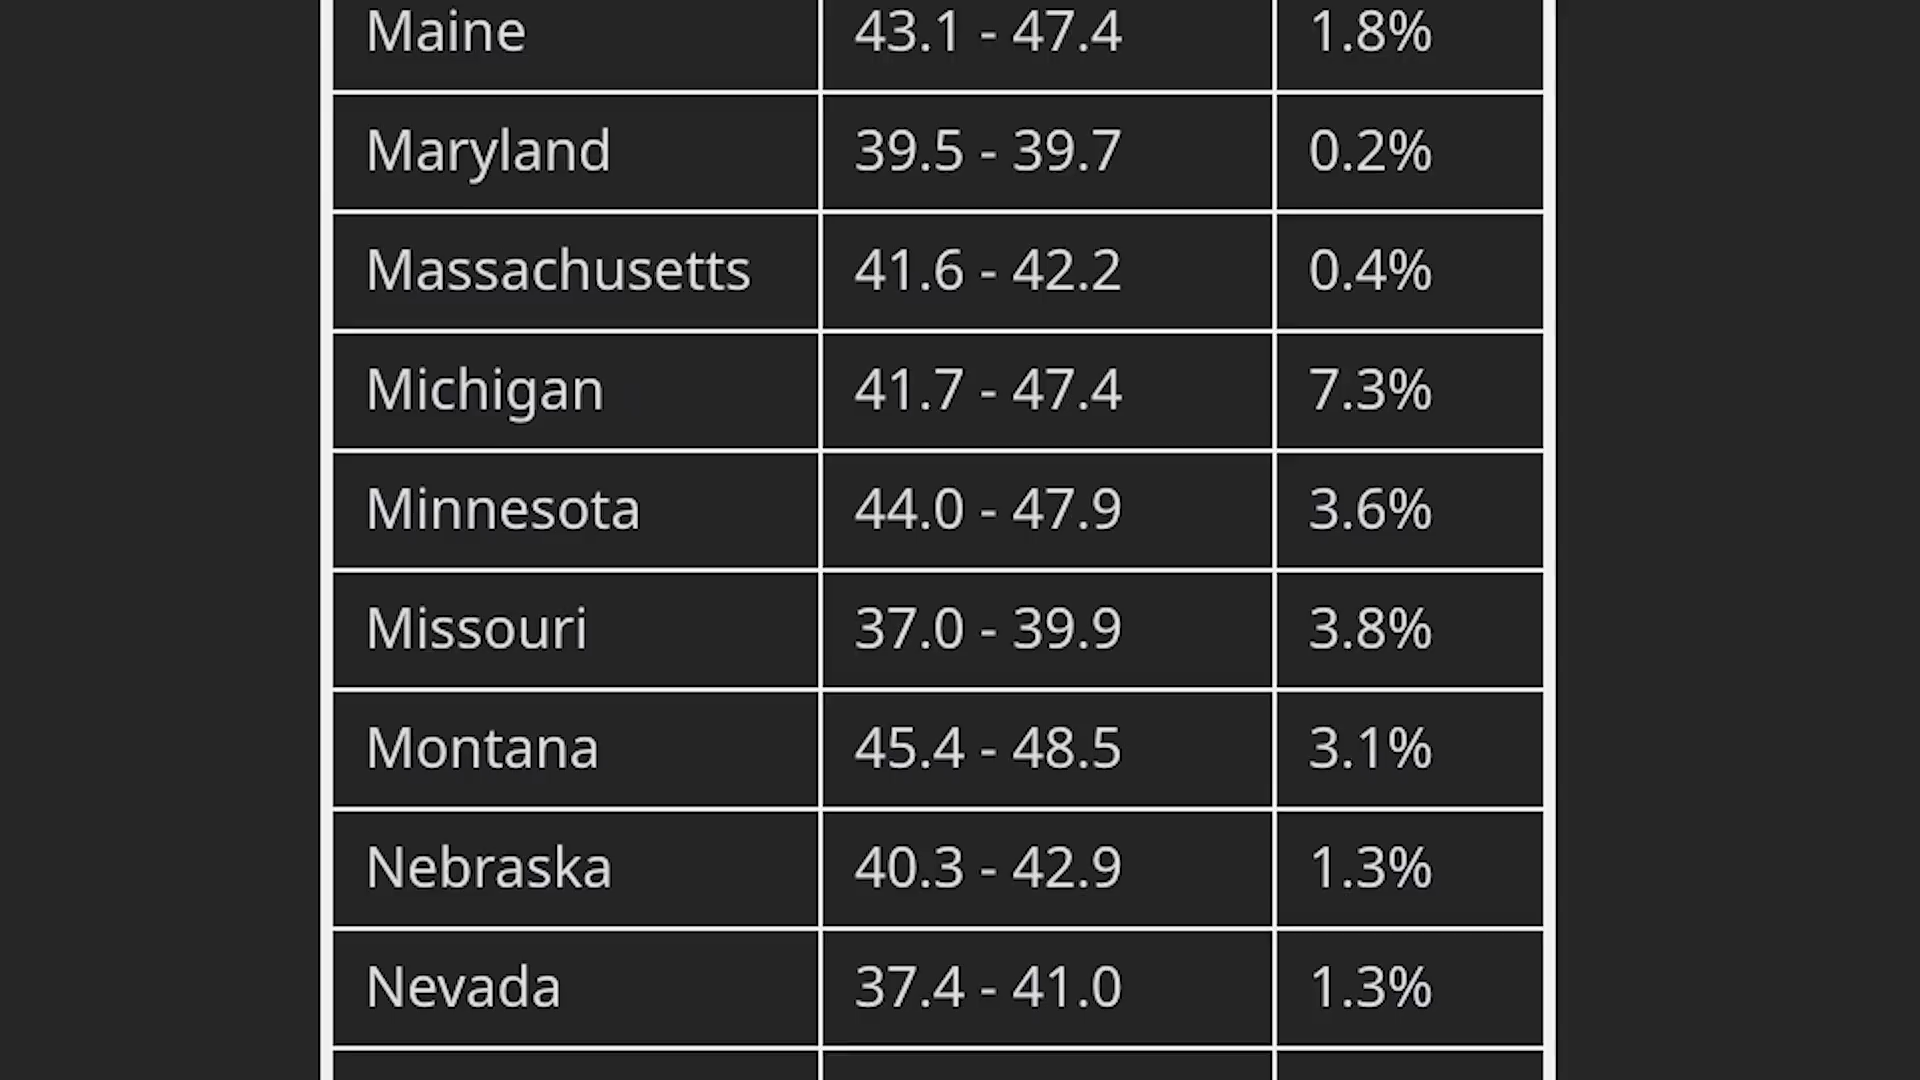 Maine 43.1 - 47.4 1.8%
Maryland 39.5 - 39.7 0.2%
Massachusetts 41.6 - 42.2 0.4%
Michigan 41.7 - 47.4 7.3%
Minnesota 44.0 - 47.9 3.6%
Missouri 37.0 - 39.9 3.8%
Montana 45.4 - 48.5 3.1%
Nebraska 40.3 - 42.9 1.3%
Nevada 37.4 - 41.0 1.3%